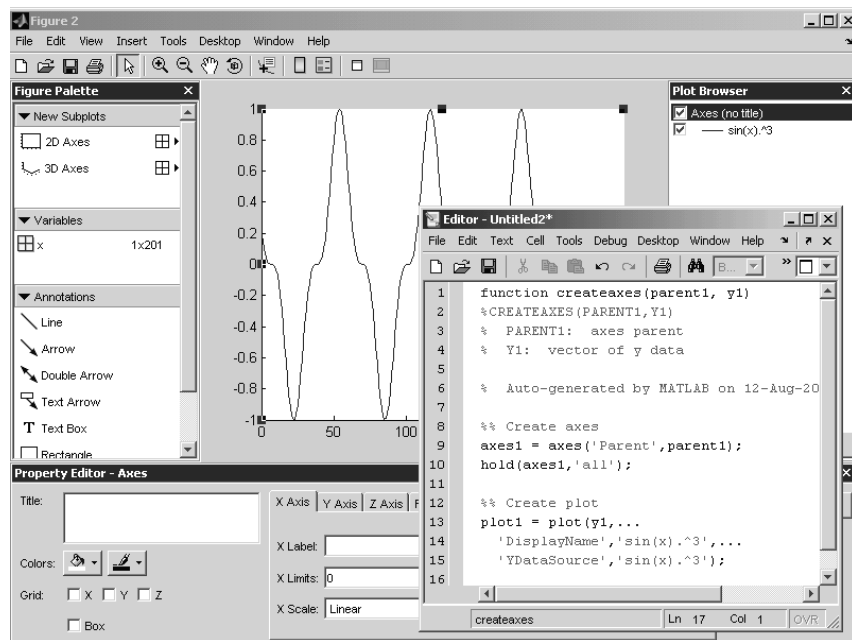 Figure 2
File Edit View Insert Tools Desktop Window Help
Figure Palette
New Subplots
2D Axes
3D Axes
Variables
x 1x201
Annotations
Line
Arrow
Double Arrow
Text Arrow
T Text Box
Rectangle
1
0.8
0.6
0.4
0.2
0
-0.2
-0.4
-0.6
-0.8
-1
0 50 100
Plot Browser
Axes (no title)
sin(x).^3
Editor - Untitled2*
File Edit Text Cell Tools Debug Desktop Window Help
B...
1 function createaxes(parent1, y1)
2 %CREATEAXES(PARENT1,Y1)
3 % PARENT1: axes parent
4 % Y1: vector of y data
5
6 % Auto-generated by MATLAB on 12-Aug-20
7
8 %% Create axes
9 axes1 = axes('Parent',parent1);
10 hold(axes1,'all');
11
12 %% Create plot
13 plot1 = plot(y1,...
14 'DisplayName','sin(x).^3',...
15 'YDataSource','sin(x).^3');
16
createaxes Ln 17 Col 1 OVR
Property Editor - Axes
Title:
Colors:
Grid: X Y Z
Box
X Axis Y Axis Z Axis F
X Label:
X Limits: 0
X Scale: Linear